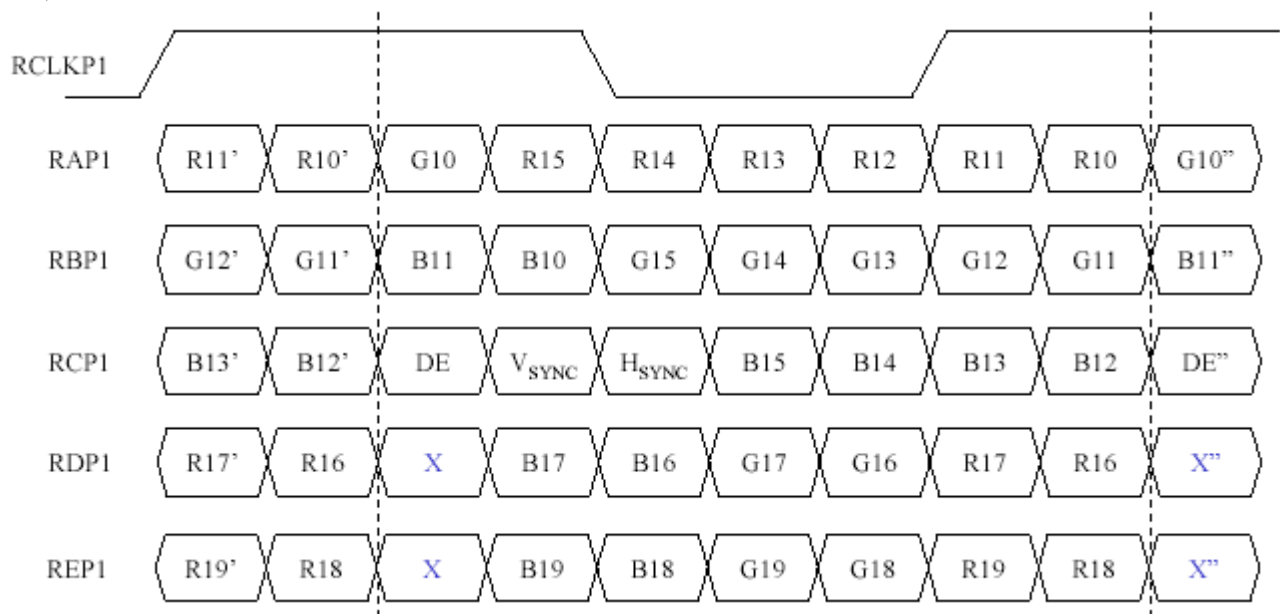 RCLKP1
RAP1 R11’ R10’ G10 R15 R14 R13 R12 R11 R10 G10”
RBP1 G12’ G11’ B11 B10 G15 G14 G13 G12 G11 B11”
RCP1 B13’ B12’ DE VSYNC HSYNC B15 B14 B13 B12 DE”
RDP1 R17’ R16 X B17 B16 G17 G16 R17 R16 X”
REP1 R19’ R18 X B19 B18 G19 G18 R19 R18 X”